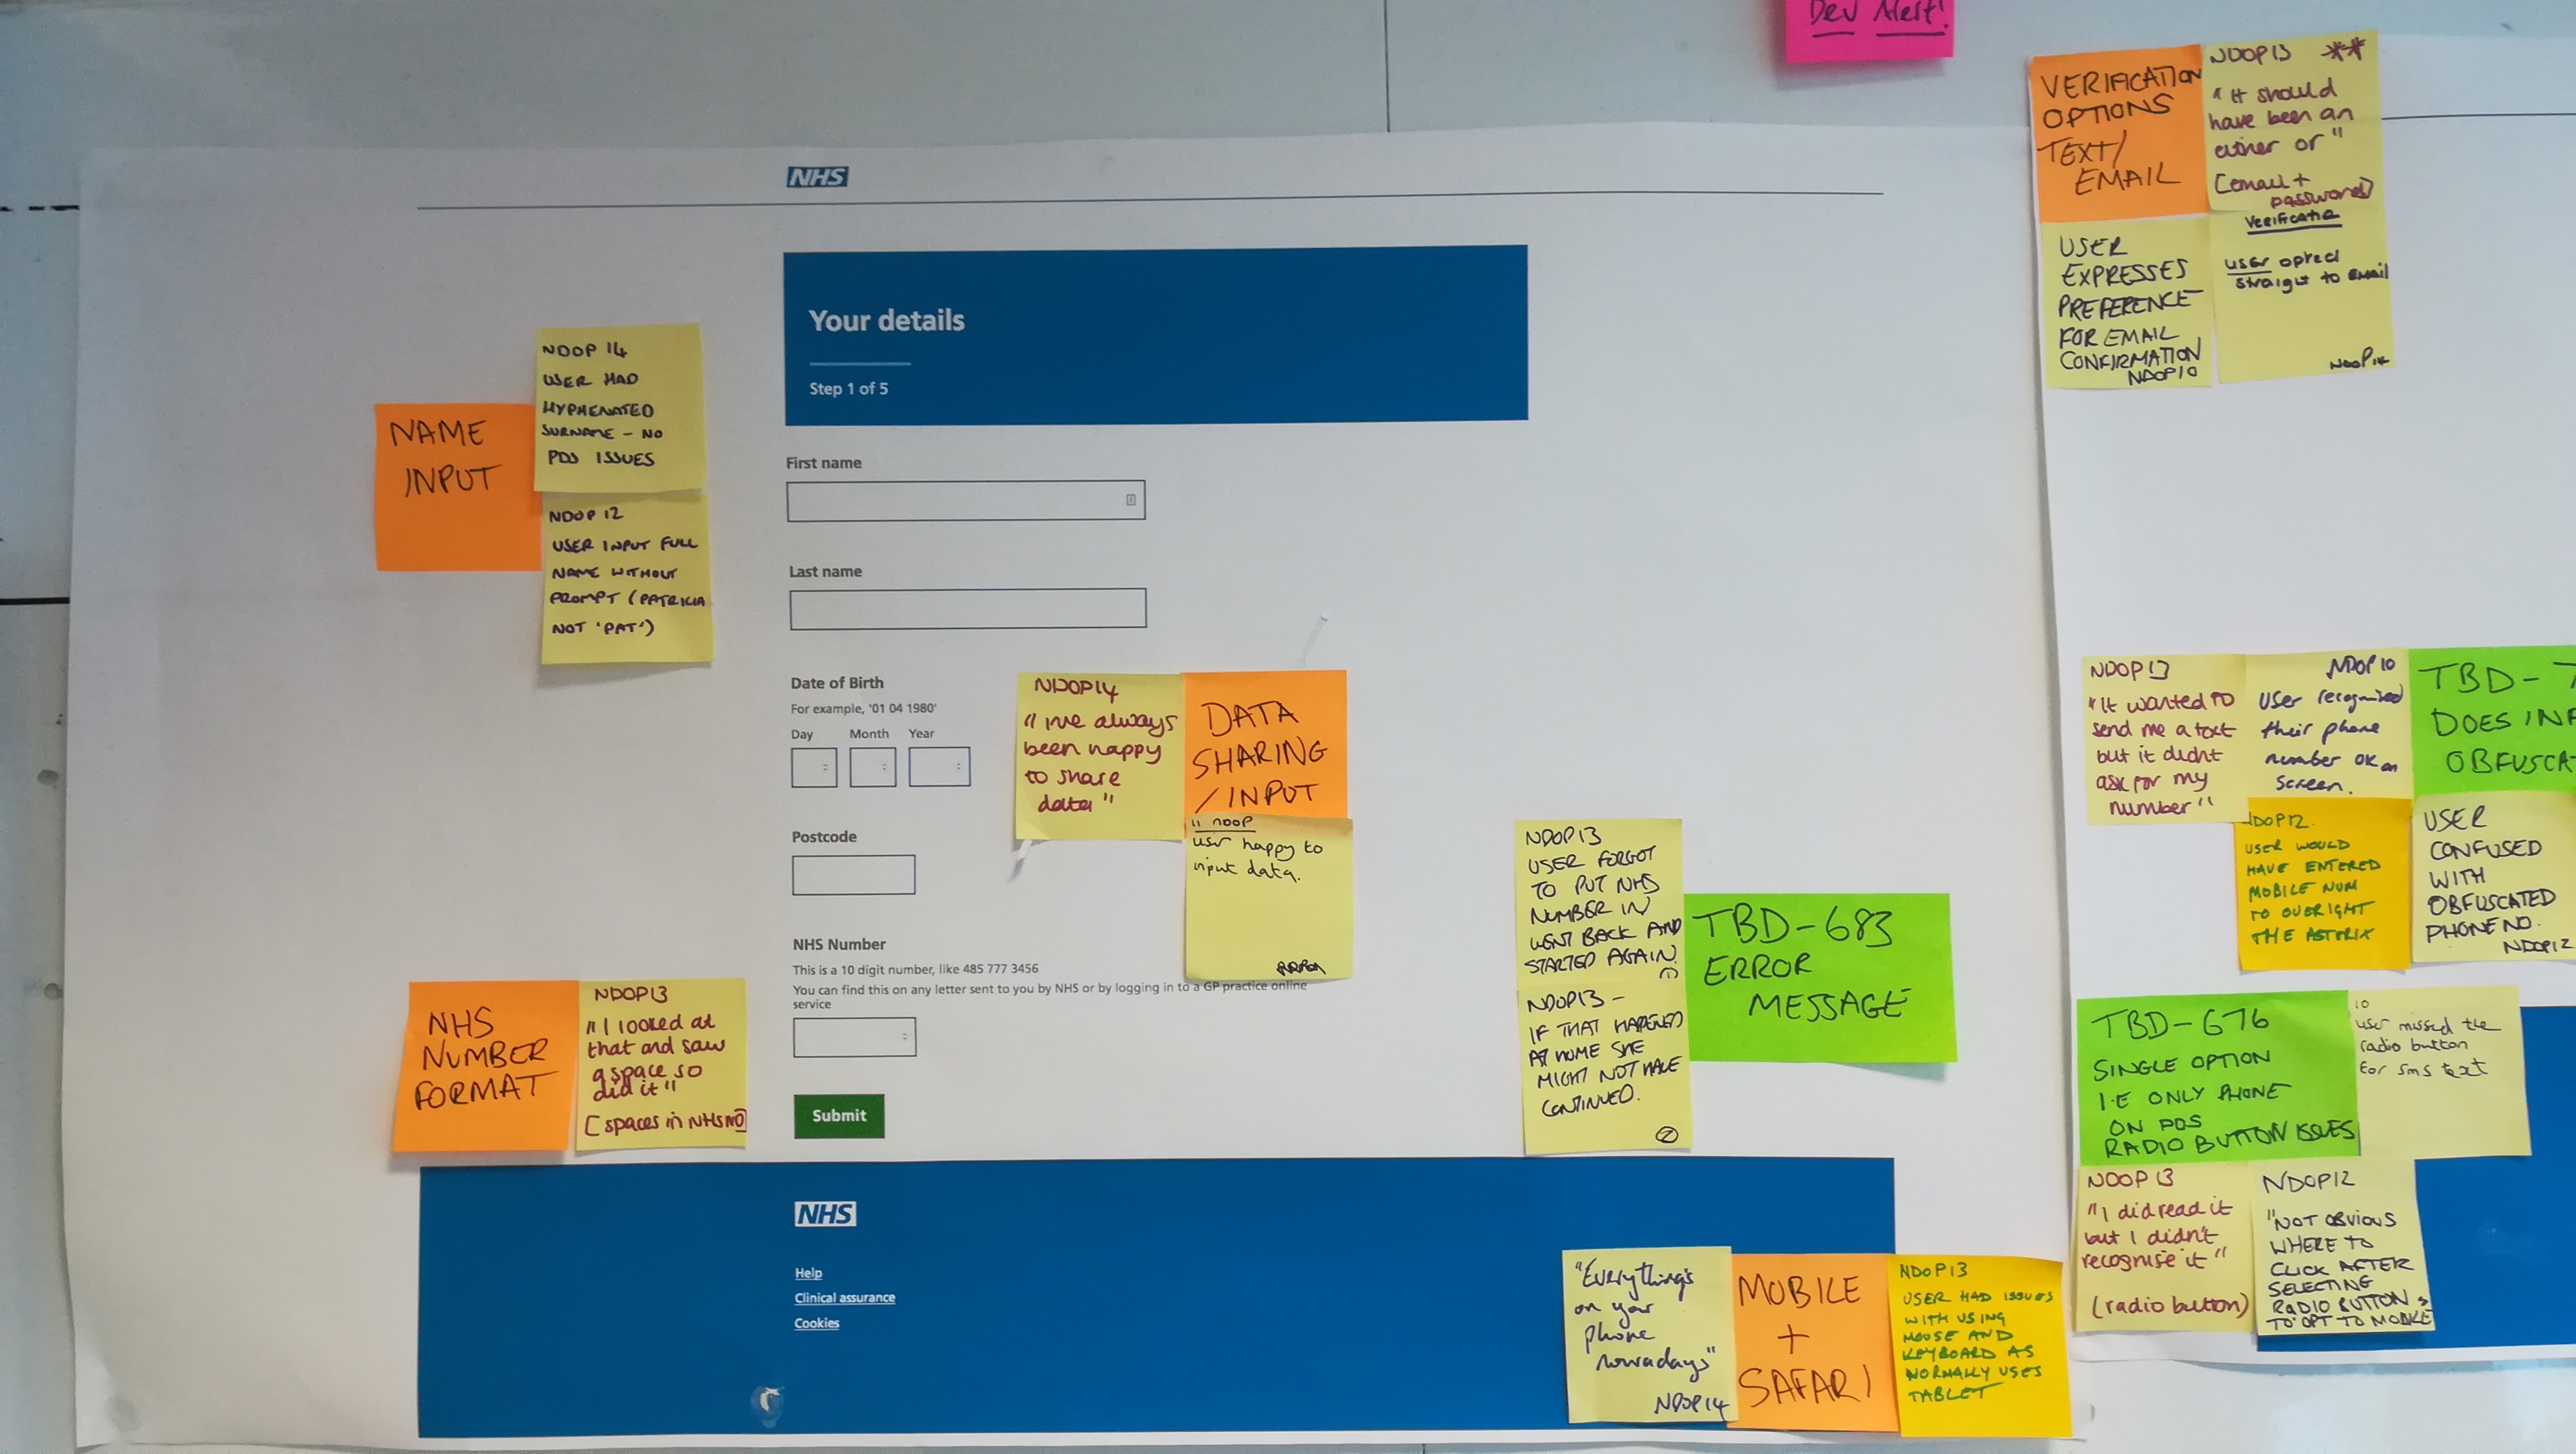 Dev Alert!
NHS
Your details
Step 1 of 5
NAME
INPUT
NDOP 14
USER HAD
HYPHENATED
SURNAME – NO
PDS ISSUES
NDOP 12
USER INPUT FULL
NAME WITHOUT
PROMPT (PATRICIA
NOT 'PAT')
First name
Last name
Date of Birth
For example, '01 04 1980'
Day Month Year
NDOP14
"I've always
been happy
to share
data"
DATA
SHARING
/INPUT
11 NDOP
user happy to
input data.
Postcode
NHS Number
This is a 10 digit number, like 485 777 3456
You can find this on any letter sent to you by NHS or by logging in to a GP practice online
service
Submit
NHS
NUMBER
FORMAT
NDOP13
"I looked at
that and saw
a space so
did it"
[spaces in NHS NO]
NDOP13
USER FORGOT
TO PUT NHS
NUMBER IN
WENT BACK AND
STARTED AGAIN.
①
NDOP13 –
IF THAT HAPPENED
AT HOME SHE
MIGHT NOT HAVE
CONTINUED.
②
TBD-683
ERROR
MESSAGE
NHS
Help
Clinical assurance
Cookies
"Everything's
on your
phone
nowadays"
NDOP14
MOBILE
+
SAFARI
NDOP13
USER HAD ISSUES
WITH USING
MOUSE AND
KEYBOARD AS
NORMALLY USES
TABLET
VERIFICATION
OPTIONS
TEXT/
EMAIL
NDOP13 **
"It should
have been an
either or"
[email +
password]
USER
EXPRESSES
PREFERENCE
FOR EMAIL
CONFIRMATION
NDOP10
user opted
straight to EMAIL
NDOP14
NDOP13
"It wanted to
send me a text
but it didnt
ask for my
number"
NDOP10
User recognised
their phone
number ok on
screen.
TBD-7
DOES INF
OBFUSCA
NDOP12.
USER WOULD
HAVE ENTERED
MOBILE NUM
TO OVERIGHT
THE ASTERIX
USER
CONFUSED
WITH
OBFUSCATED
PHONE NO.
NDOP12
TBD-676
SINGLE OPTION
I.E ONLY PHONE
ON PDS
RADIO BUTTON ISSUES
10
user missed the
radio button
for sms text
NDOP13
"I did read it
but I didn't
recognise it"
(radio button)
NDOP12
"NOT OBVIOUS
WHERE TO
CLICK AFTER
SELECTING
RADIO BUTTON
TO OPT TO MOBILE